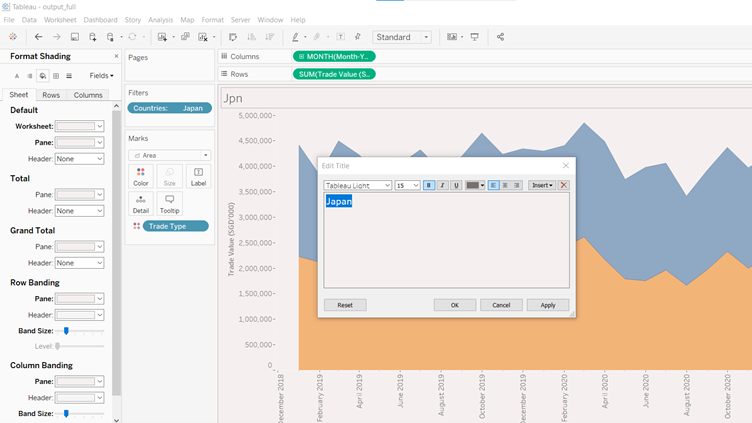 Tableau - output_full
File Data Worksheet Dashboard Story Analysis Map Format Server Window Help
Standard
Format Shading
Fields
Sheet Rows Columns
Default
Worksheet:
Pane:
Header: None
Total
Pane:
Header: None
Grand Total
Pane:
Header: None
Row Banding
Pane:
Header:
Band Size:
Level:
Column Banding
Pane:
Header:
Band Size:
Pages
Filters
Countries: Japan
Marks
Area
Color Size Label
Detail Tooltip
Trade Type
Columns MONTH(Month-Y..
Rows SUM(Trade Value (S..
Jpn
5,000,000
4,500,000
4,000,000
3,500,000
3,000,000
2,500,000
2,000,000
1,500,000
1,000,000
500,000
0
Trade Value (SGD'000)
December 2018
February 2019
April 2019
June 2019
August 2019
October 2019
December 2019
February 2020
April 2020
June 2020
August 2020
October 2020
Edit Title
Tableau Light 15 B I U Insert
Japan
Reset OK Cancel Apply